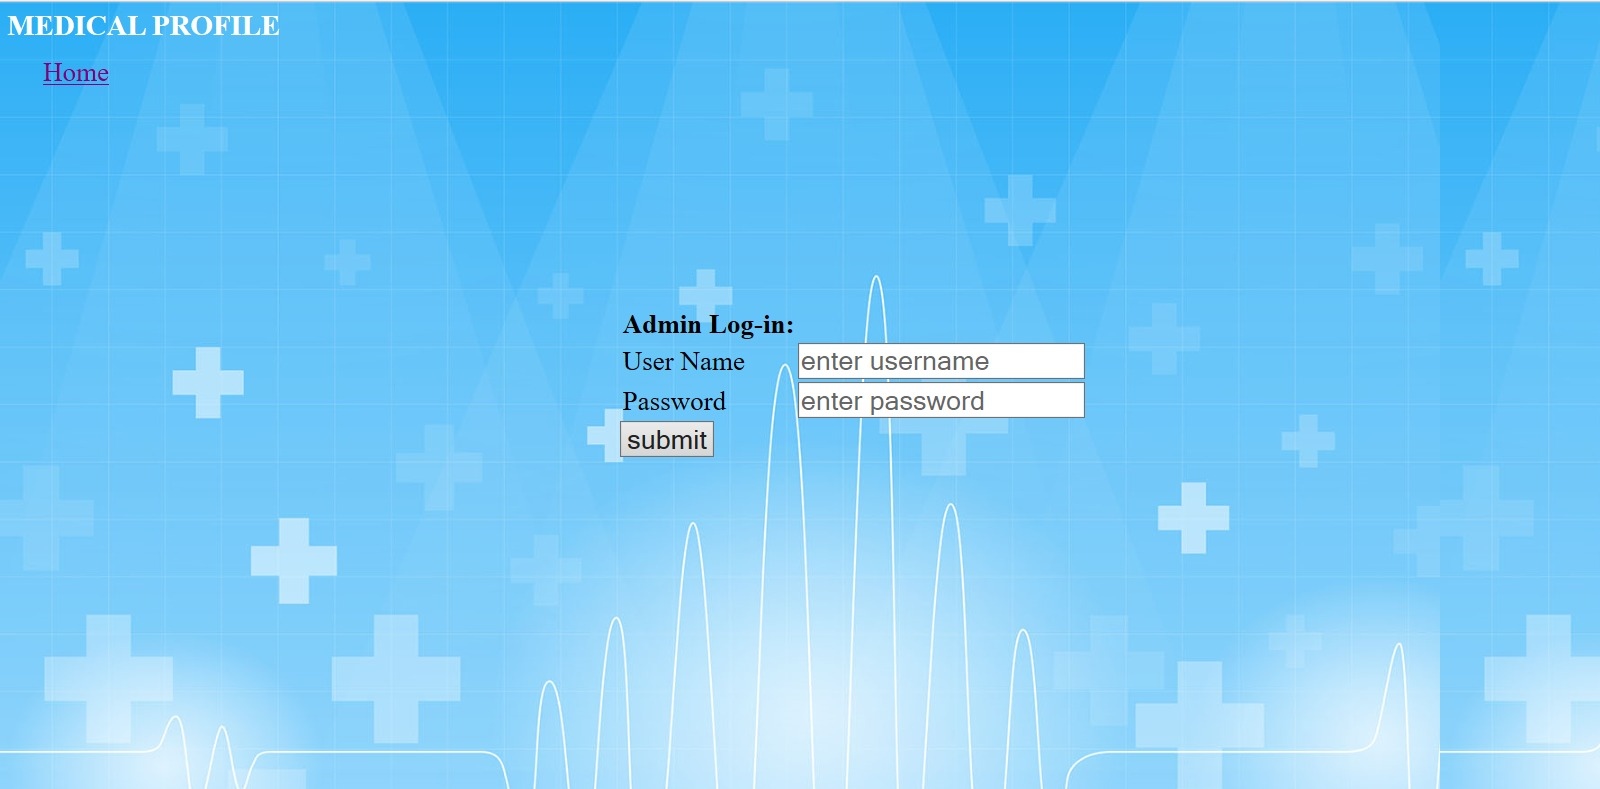 MEDICAL PROFILE
Home
Admin Log-in:
User Name enter username
Password enter password
submit